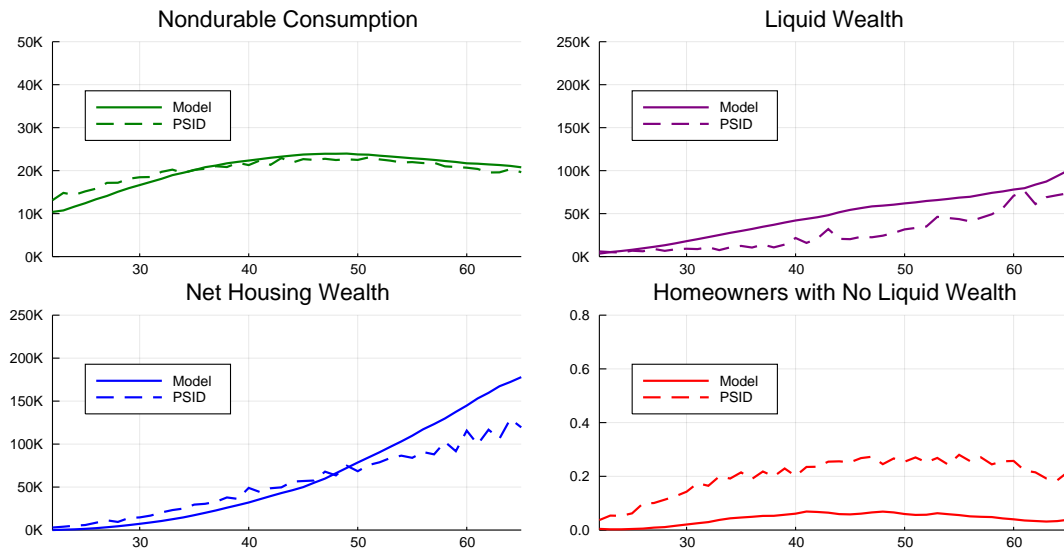 Nondurable Consumption
50K
40K
30K
20K
10K
0K
Model
PSID
30
40
50
60
Liquid Wealth
250K
200K
150K
100K
50K
0K
Model
PSID
30
40
50
60
Net Housing Wealth
250K
200K
150K
100K
50K
0K
Model
PSID
30
40
50
60
Homeowners with No Liquid Wealth
0.8
0.6
0.4
0.2
0.0
Model
PSID
30
40
50
60